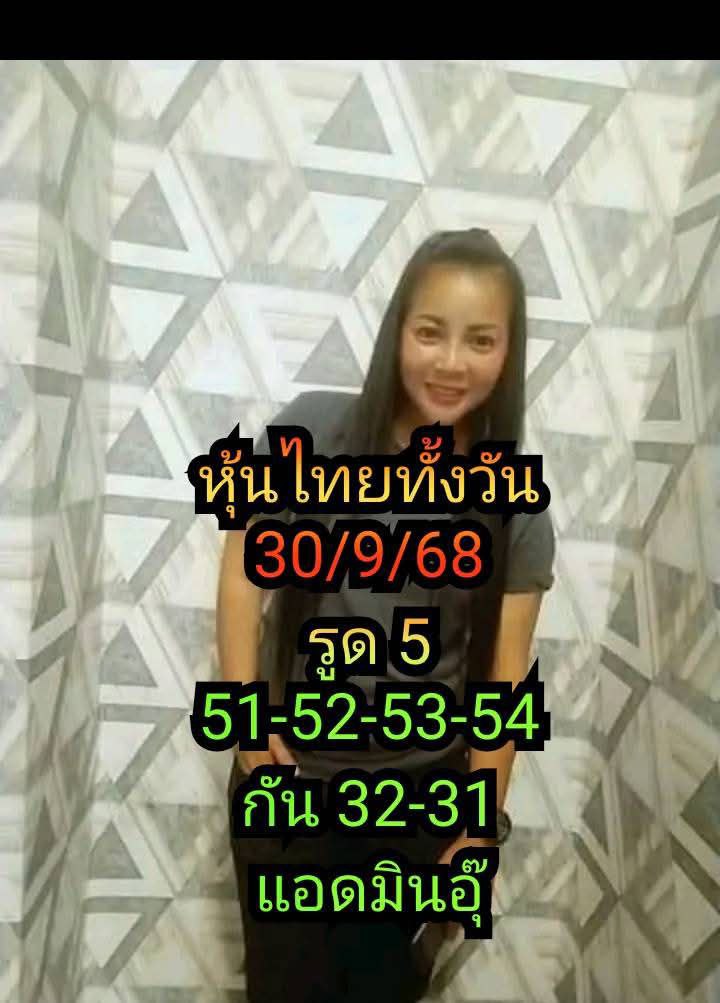 หุ้นไทยทั้งวัน
30/9/68
รูด 5
51-52-53-54
กัน 32-31
แอดมินอุ๊